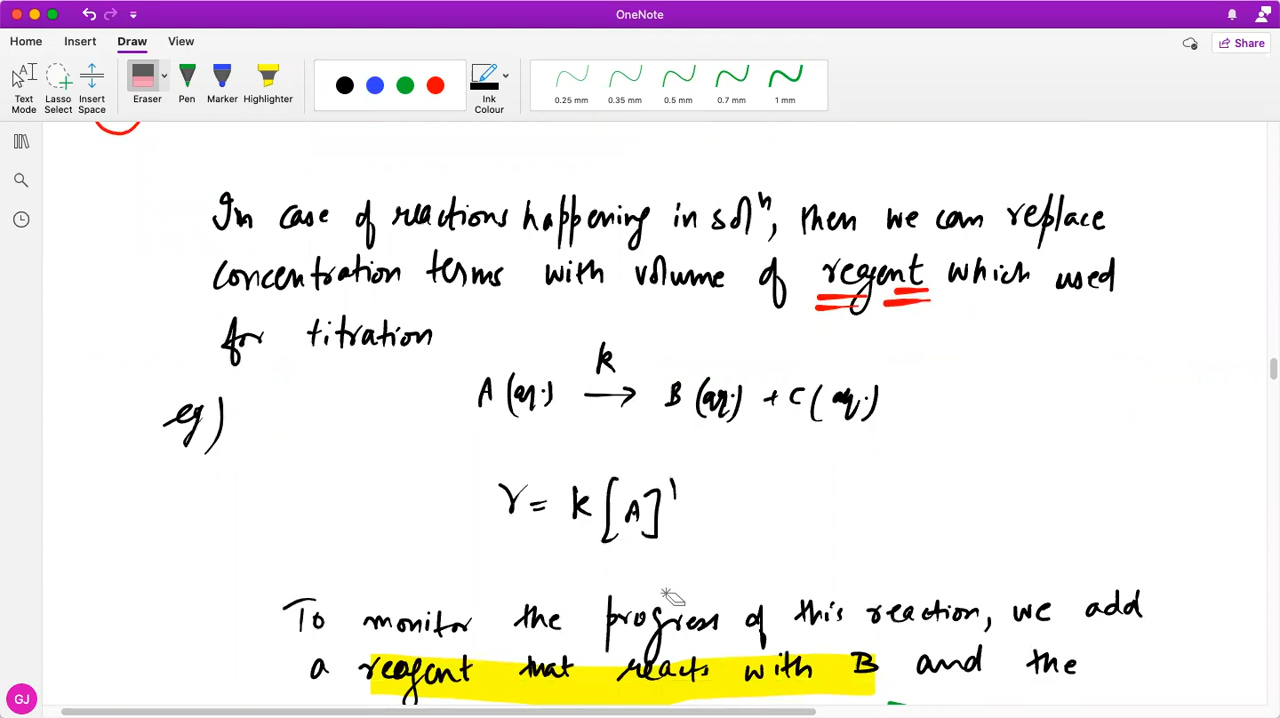 OneNote
Home Insert Draw View
Share
Text Mode
Lasso Select
Insert Space
Eraser
Pen
Marker
Highlighter
Ink Colour
0.25 mm
0.35 mm
0.5 mm
0.7 mm
1 mm
In case of reactions happening in solⁿ, then we can replace
concentration terms with volume of regent which used
for titration
k
eg) A (aq.) → B (aq.) + C (aq.)
r = k [A]¹
To monitor the progress of this reaction, we add
a reagent that reacts with B and the
GJ